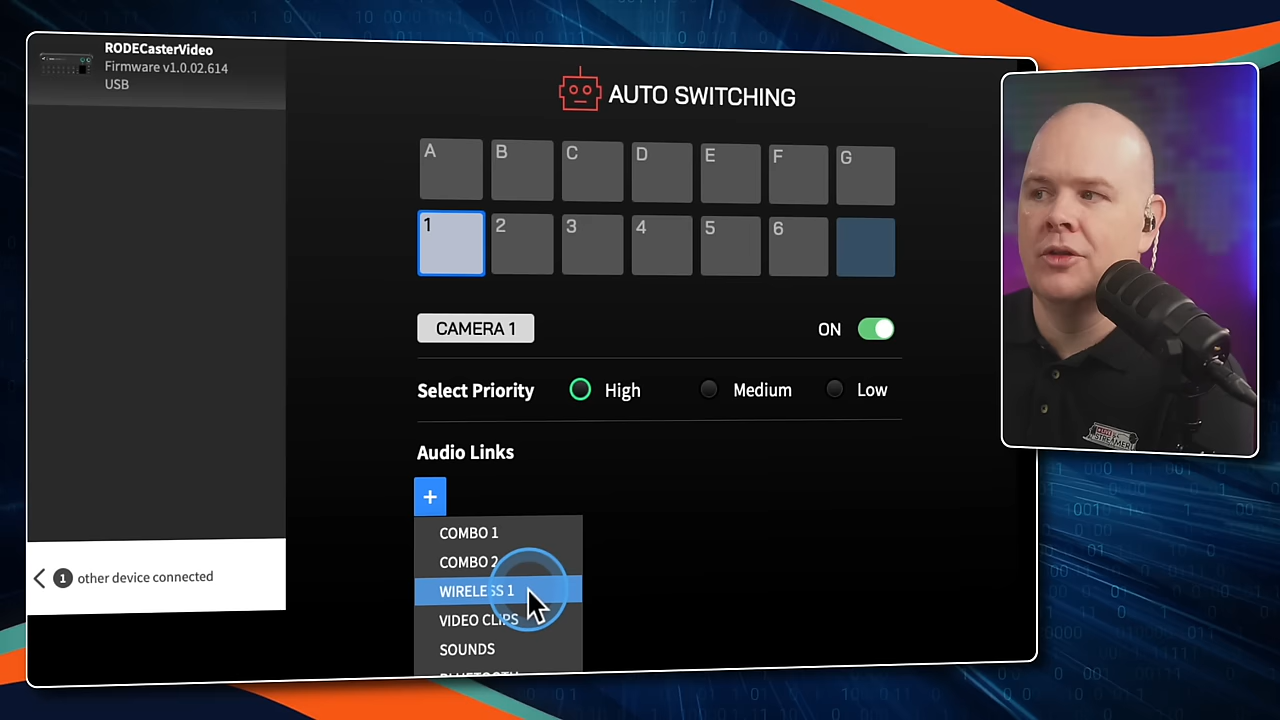 RODECasterVideo
Firmware v1.0.02.614
USB
AUTO SWITCHING
A B C D E F G
1 2 3 4 5 6
CAMERA 1
ON
Select Priority High Medium Low
Audio Links
+
COMBO 1
COMBO 2
WIRELESS 1
VIDEO CLIPS
SOUNDS
BLUETOOTH
1 other device connected
STREAMER